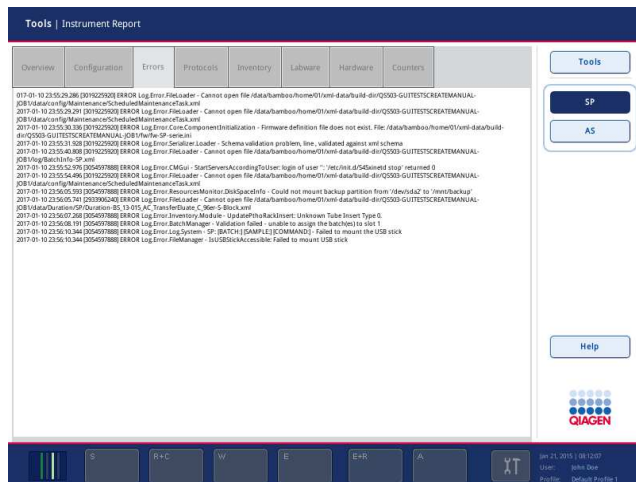 Tools | Instrument Report
Overview Configuration Errors Protocols Inventory Labware Hardware Counters
017-01-10 23:55:29.286 [3019225920] ERROR Log.Error.FileLoader - Cannot open file /data/bamboo/home/01/xml-data/build-dir/QS503-GUITESTSCREATEMANUAL-
JOB1/data/config/Maintenance/ScheduledMaintenanceTask.xml
2017-01-10 23:55:29.291 [3019225920] ERROR Log.Error.FileLoader - Cannot open file /data/bamboo/home/01/xml-data/build-dir/QS503-GUITESTSCREATEMANUAL-
JOB1/data/config/Maintenance/ScheduledMaintenanceTask.xml
2017-01-10 23:55:30.336 [3019225920] ERROR Log.Error.Core.ComponentInitialization - Firmware definition file does not exist. File: /data/bamboo/home/01/xml-data/build-
dir/QS503-GUITESTSCREATEMANUAL-JOB1/fw/fw-SP-serie.ini
2017-01-10 23:55:31.928 [3019225920] ERROR Log.Error.Serializer.Loader - Schema validation problem, line , validated against xml schema
2017-01-10 23:55:40.808 [3019225920] ERROR Log.Error.FileLoader - Cannot open file /data/bamboo/home/01/xml-data/build-dir/QS503-GUITESTSCREATEMANUAL-
JOB1/log/BatchInfo-SP.xml
2017-01-10 23:55:52.976 [3054597888] ERROR Log.Error.CMGui - StartServersAccordingToUser: login of user '': '/etc/init.d/S45xinetd stop' returned 0
2017-01-10 23:55:54.496 [3054597888] ERROR Log.Error.FileLoader - Cannot open file /data/bamboo/home/01/xml-data/build-dir/QS503-GUITESTSCREATEMANUAL-
JOB1/data/config/Maintenance/ScheduledMaintenanceTask.xml
2017-01-10 23:56:05.593 [3054597888] ERROR Log.Error.ResourcesMonitor.DiskSpaceInfo - Could not mount backup partition from '/dev/sda2' to '/mnt/backup'
2017-01-10 23:56:05.741 [2933906240] ERROR Log.Error.FileLoader - Cannot open file /data/bamboo/home/01/xml-data/build-dir/QS503-GUITESTSCREATEMANUAL-
JOB1/data/Duration/SP/Duration-BS_13-015_AC_TransferEluate_C_96er-S-Block.xml
2017-01-10 23:56:07.268 [3054597888] ERROR Log.Error.Inventory.Module - UpdatePthoRackInsert: Unknown Tube Insert Type 0.
2017-01-10 23:56:08.191 [3054597888] ERROR Log.Error.BatchManager - Validation failed - unable to assign the batch(es) to slot 1
2017-01-10 23:56:10.344 [3054597888] ERROR Log.Error.Log.System - SP: [BATCH:] [SAMPLE:] [COMMAND:] - Failed to mount the USB stick
2017-01-10 23:56:10.344 [3054597888] ERROR Log.Error.FileManager - IsUSBStickAccessible: Failed to mount USB stick
Tools
SP
AS
Help
QIAGEN
S R+C W E E+R A
Jan 21, 2015 | 08:12:07
User: John Doe
Profile: Default Profile 1